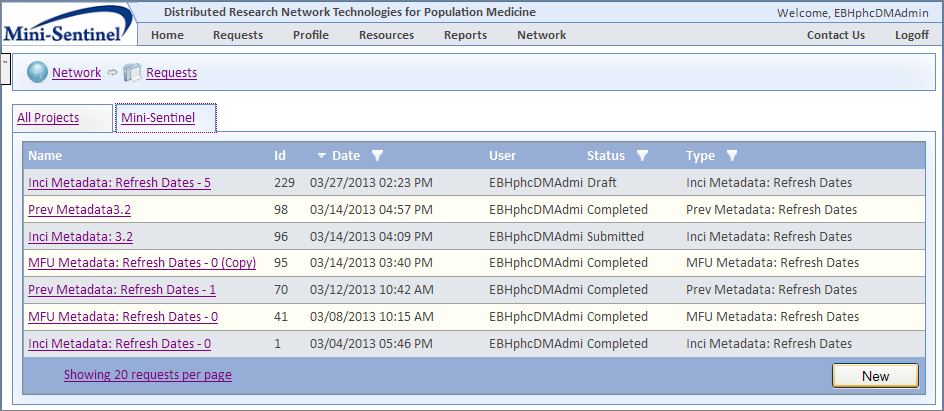 Mini-Sentinel
Distributed Research Network Technologies for Population Medicine
Welcome, EBHphcDMAdmin
Home Requests Profile Resources Reports Network Contact Us Logoff
Network Requests
All Projects Mini-Sentinel
Name Id Date User Status Type
Inci Metadata: Refresh Dates - 5 229 03/27/2013 02:23 PM EBHphcDMAdmi Draft Inci Metadata: Refresh Dates
Prev Metadata3.2 98 03/14/2013 04:57 PM EBHphcDMAdmi Completed Prev Metadata: Refresh Dates
Inci Metadata: 3.2 96 03/14/2013 04:09 PM EBHphcDMAdmi Submitted Inci Metadata: Refresh Dates
MFU Metadata: Refresh Dates - 0 (Copy) 95 03/14/2013 03:40 PM EBHphcDMAdmi Completed MFU Metadata: Refresh Dates
Prev Metadata: Refresh Dates - 1 70 03/12/2013 10:42 AM EBHphcDMAdmi Completed Prev Metadata: Refresh Dates
MFU Metadata: Refresh Dates - 0 41 03/08/2013 10:15 AM EBHphcDMAdmi Completed MFU Metadata: Refresh Dates
Inci Metadata: Refresh Dates - 0 1 03/04/2013 05:46 PM EBHphcDMAdmi Completed Inci Metadata: Refresh Dates
Showing 20 requests per page
New